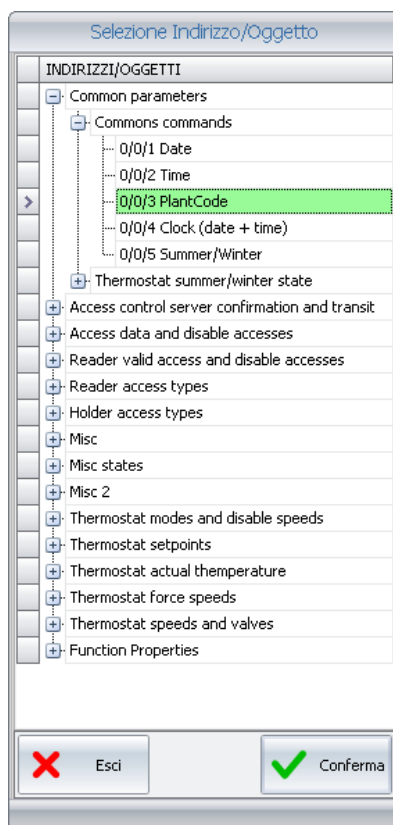 Selezione Indirizzo/Oggetto
INDIRIZZI/OGGETTI
Common parameters
Commons commands
0/0/1 Date
0/0/2 Time
0/0/3 PlantCode
0/0/4 Clock (date + time)
0/0/5 Summer/Winter
Thermostat summer/winter state
Access control server confirmation and transit
Access data and disable accesses
Reader valid access and disable accesses
Reader access types
Holder access types
Misc
Misc states
Misc 2
Thermostat modes and disable speeds
Thermostat setpoints
Thermostat actual themperature
Thermostat force speeds
Thermostat speeds and valves
Function Properties
Esci
Conferma